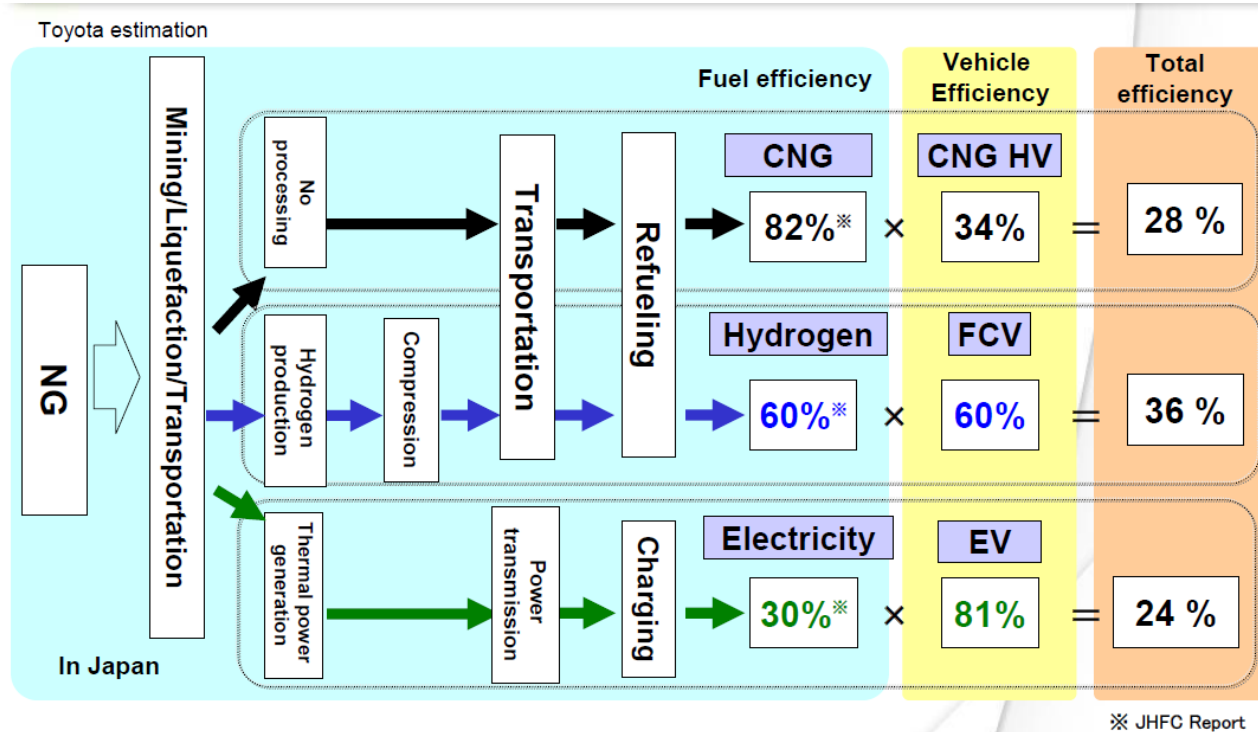 Toyota estimation
Fuel efficiency
Vehicle
Efficiency
Total
efficiency
NG
Mining/Liquefaction/Transportation
No
processing
Transportation
Refueling
CNG
82%※
×
CNG HV
34%
=
28 %
Hydrogen
production
Compression
Hydrogen
60%※
×
FCV
60%
=
36 %
Thermal power
generation
Power
transmission
Charging
Electricity
30%※
×
EV
81%
=
24 %
In Japan
※ JHFC Report